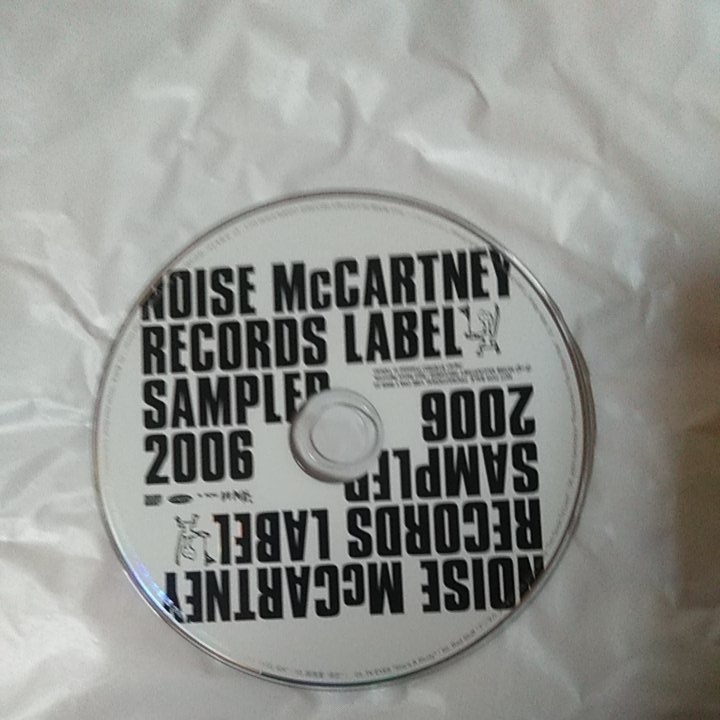 NOISE McCARTNEY
RECORDS LABEL
SAMPLER
2006
NOISE McCARTNEY
RECORDS LABEL
SAMPLER
2006